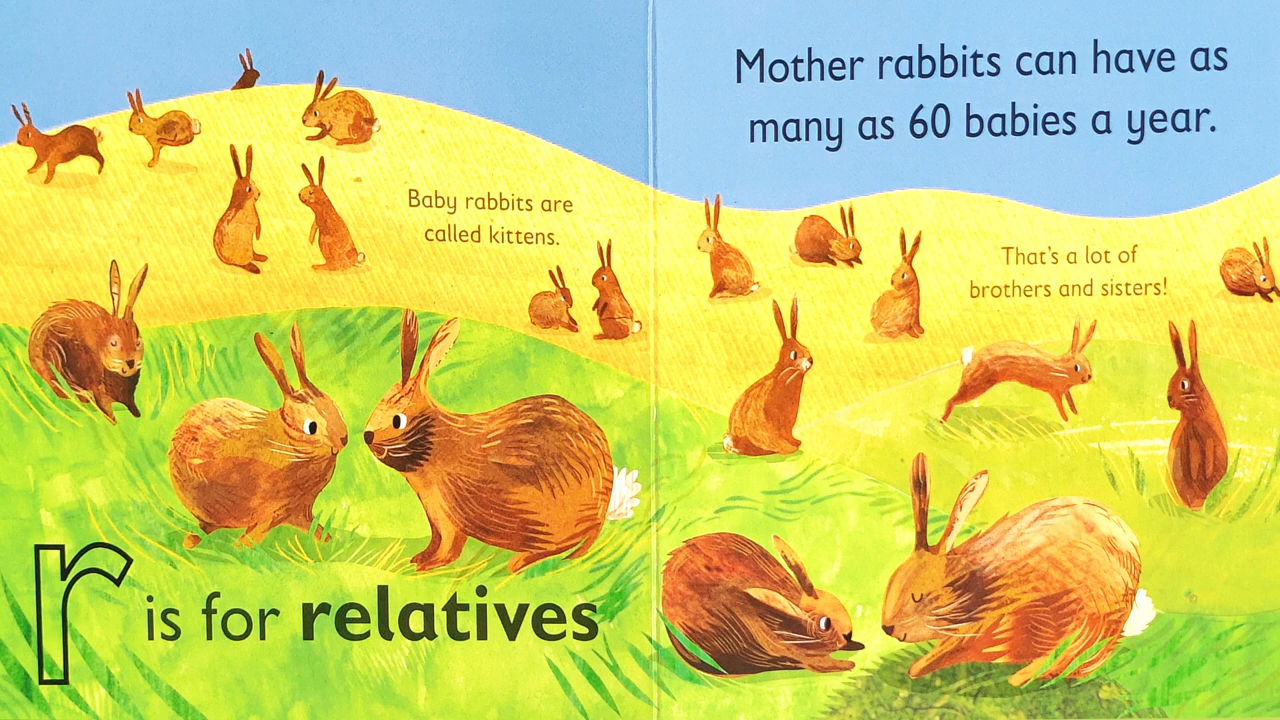 Baby rabbits are
called kittens.
r is for relatives
Mother rabbits can have as
many as 60 babies a year.
That's a lot of
brothers and sisters!